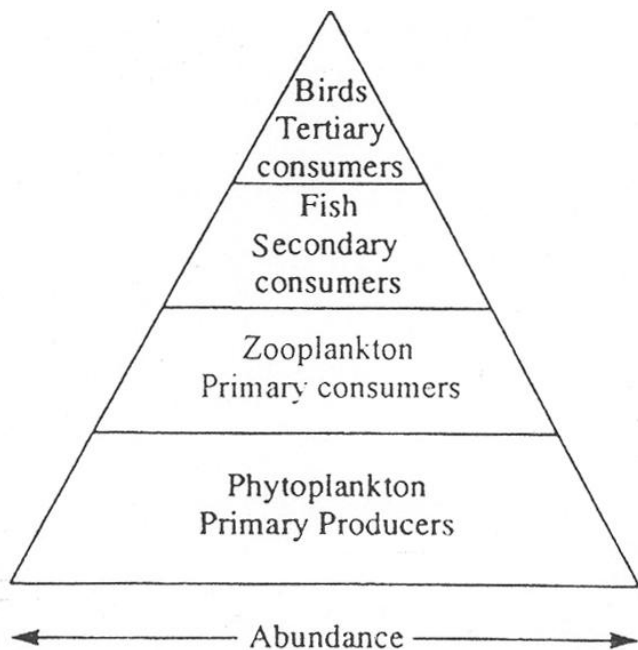 Birds
Tertiary
consumers
Fish
Secondary
consumers
Zooplankton
Primary consumers
Phytoplankton
Primary Producers
Abundance